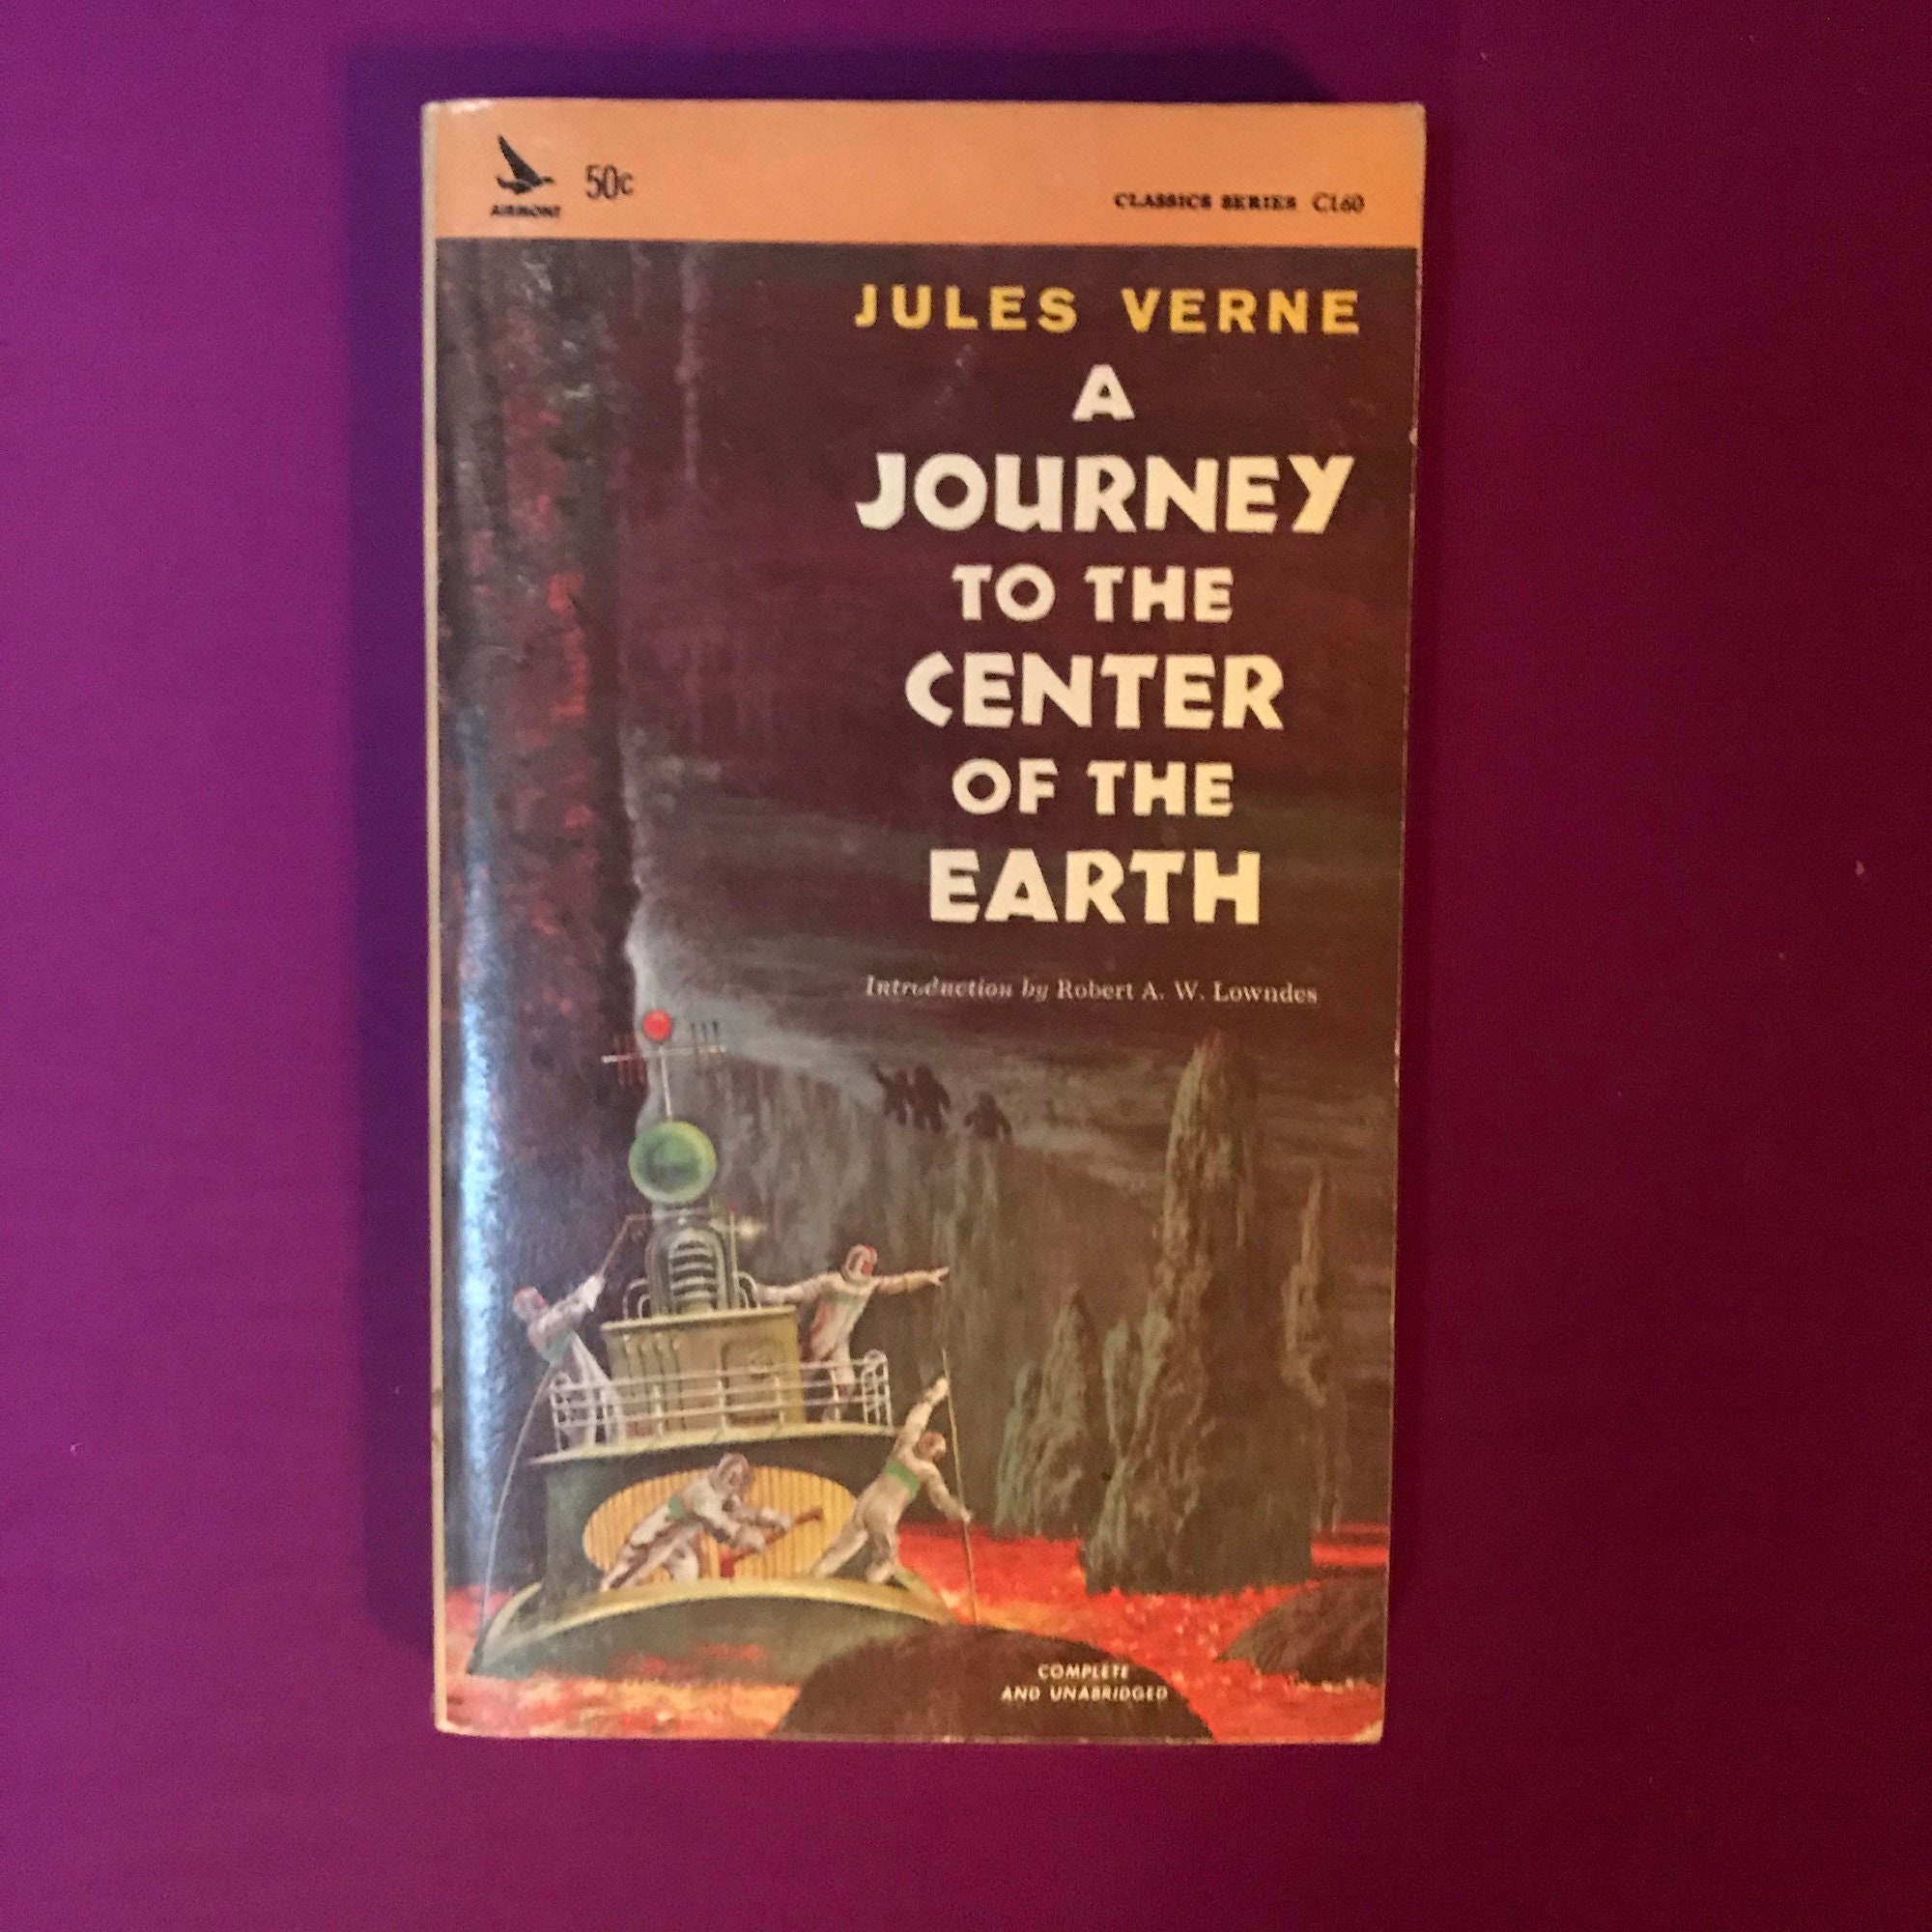 50c
AIRMONT
CLASSICS SERIES CL60
JULES VERNE
A
JOURNEY
TO THE
CENTER
OF THE
EARTH
Introduction by Robert A. W. Lowndes
COMPLETE
AND UNABRIDGED